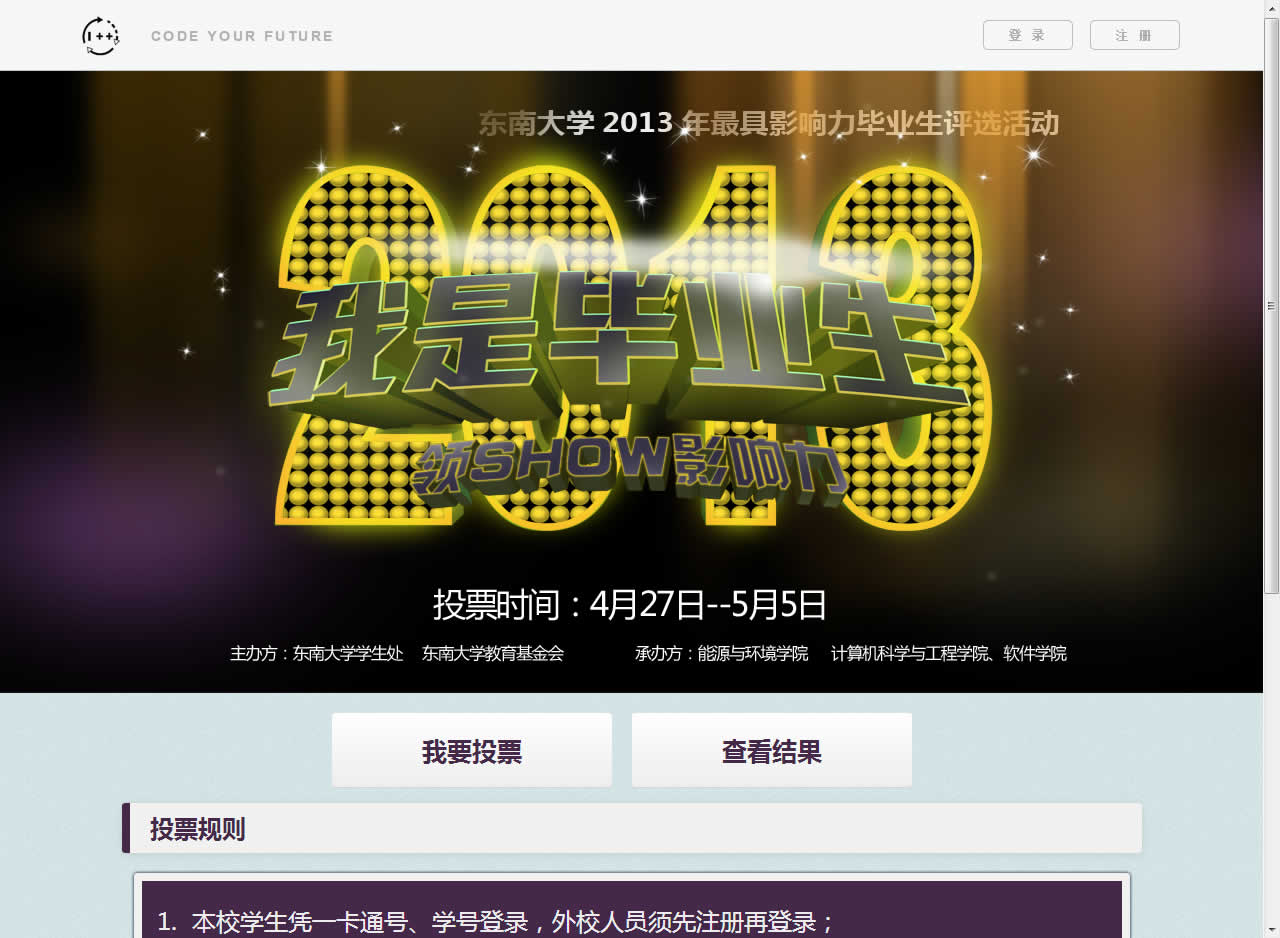 I++
CODE YOUR FUTURE
登 录
注 册
东南大学 2013 年最具影响力毕业生评选活动
2013
我是毕业生
领SHOW影响力
投票时间：4月27日--5月5日
主办方：东南大学学生处 东南大学教育基金会 承办方：能源与环境学院 计算机科学与工程学院、软件学院
我要投票
查看结果
投票规则
1. 本校学生凭一卡通号、学号登录，外校人员须先注册再登录；